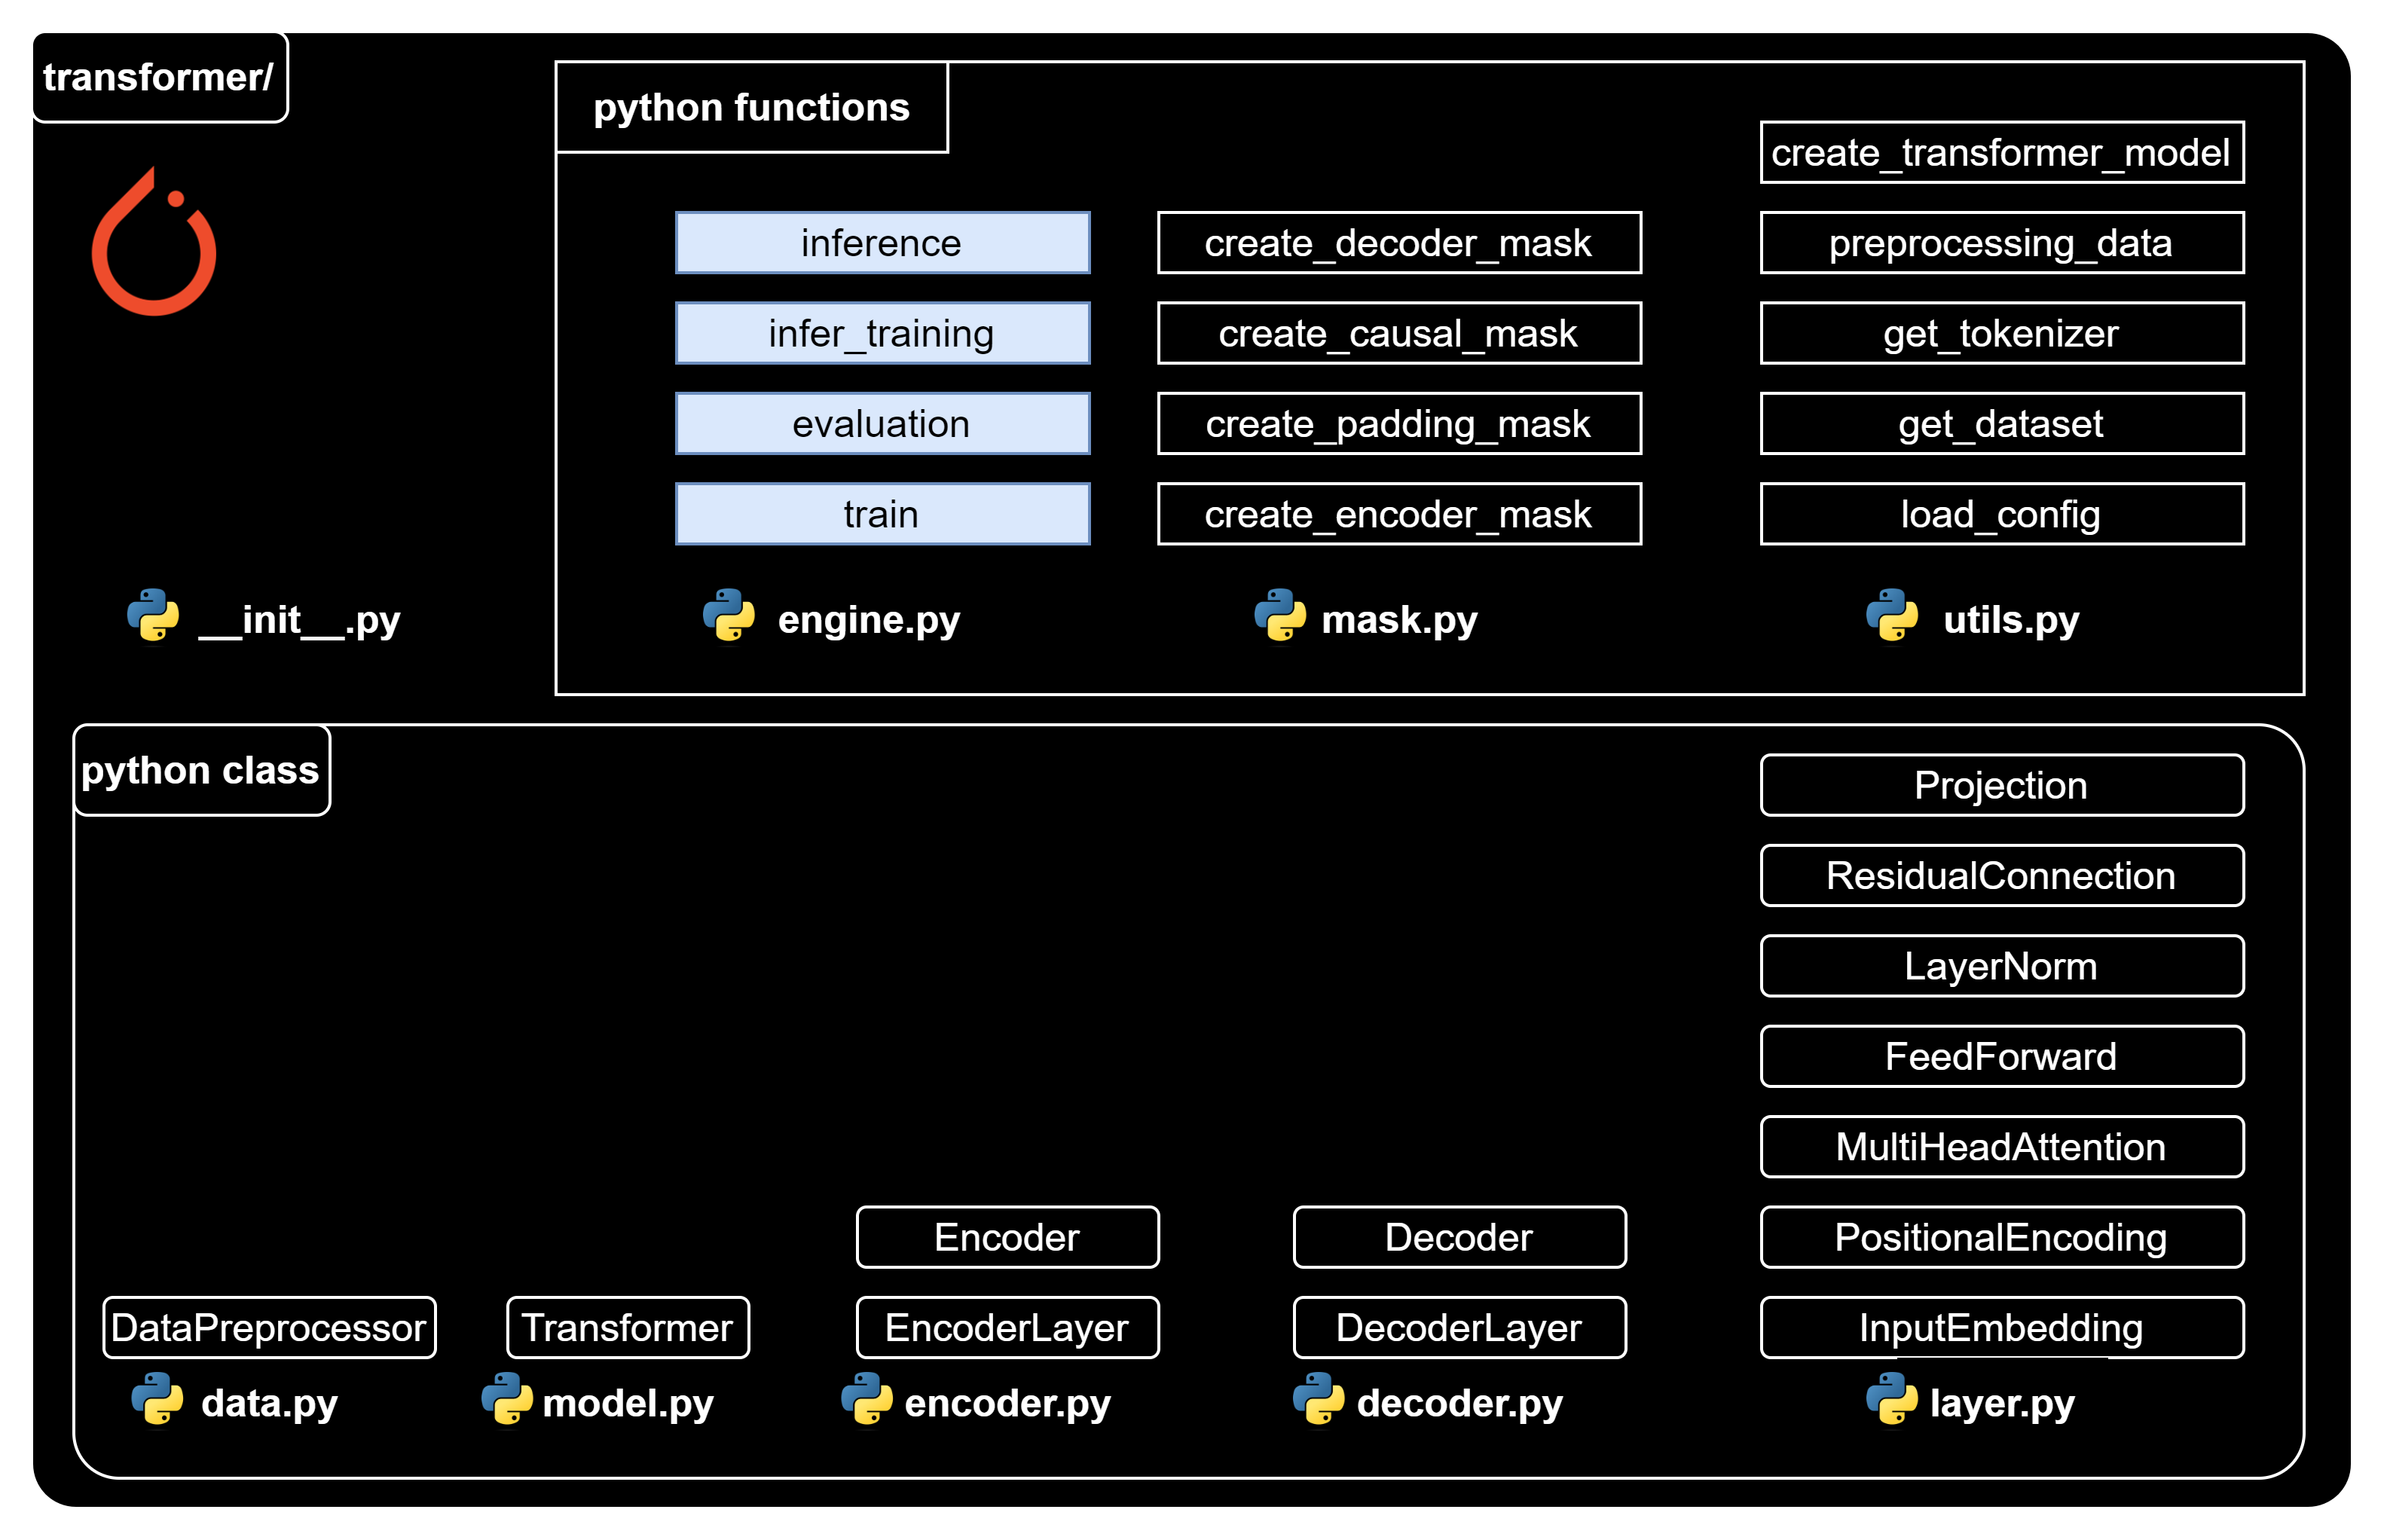 transformer/
python functions
create_transformer_model
inference
create_decoder_mask
preprocessing_data
infer_training
create_causal_mask
get_tokenizer
evaluation
create_padding_mask
get_dataset
train
create_encoder_mask
load_config
__init__.py
engine.py
mask.py
utils.py
python class
Projection
ResidualConnection
LayerNorm
FeedForward
MultiHeadAttention
Encoder
Decoder
PositionalEncoding
DataPreprocessor
Transformer
EncoderLayer
DecoderLayer
InputEmbedding
data.py
model.py
encoder.py
decoder.py
layer.py